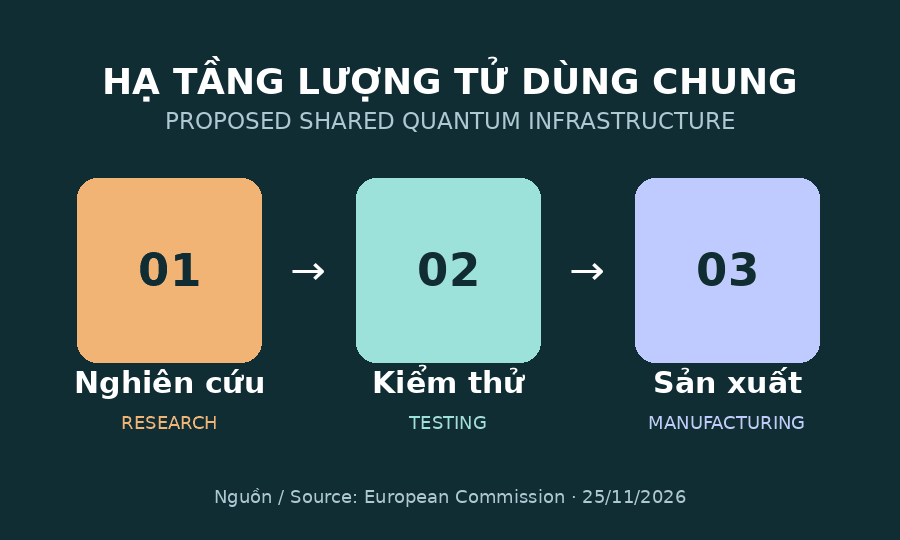 HẠ TẦNG LƯỢNG TỬ DÙNG CHUNG
PROPOSED SHARED QUANTUM INFRASTRUCTURE
01 → 02 → 03
Nghiên cứu Kiểm thử Sản xuất
RESEARCH TESTING MANUFACTURING
Nguồn / Source: European Commission · 25/11/2026